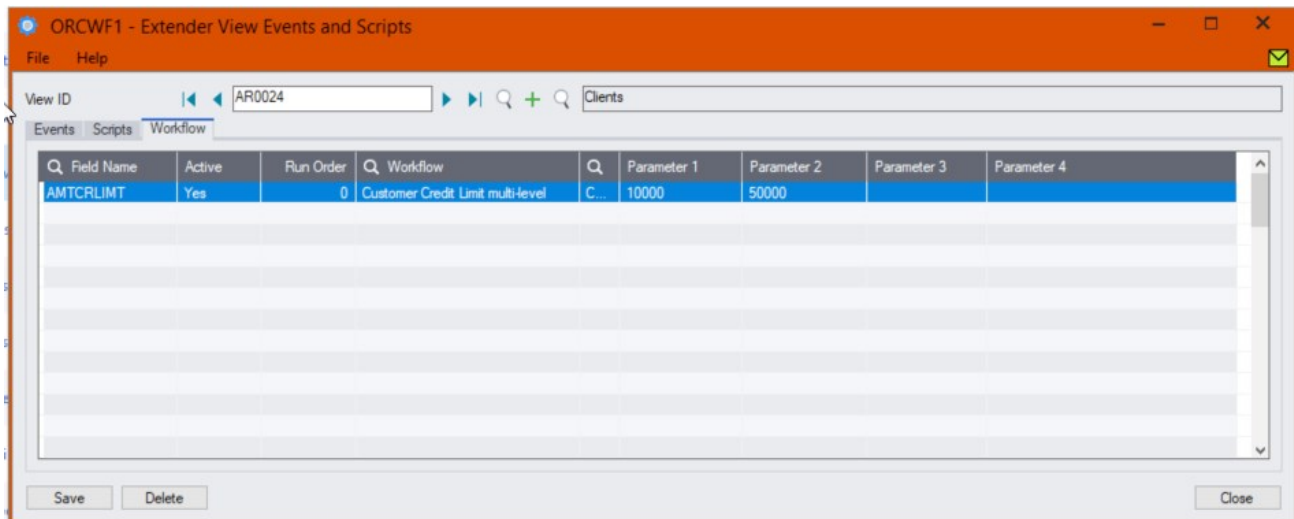 ORCWF1 - Extender View Events and Scripts
File Help
View ID AR0024 Clients
Events Scripts Workflow
Field Name Active Run Order Workflow Parameter 1 Parameter 2 Parameter 3 Parameter 4
AMTCRLIMT Yes 0 Customer Credit Limit multi-level C... 10000 50000
Save Delete Close